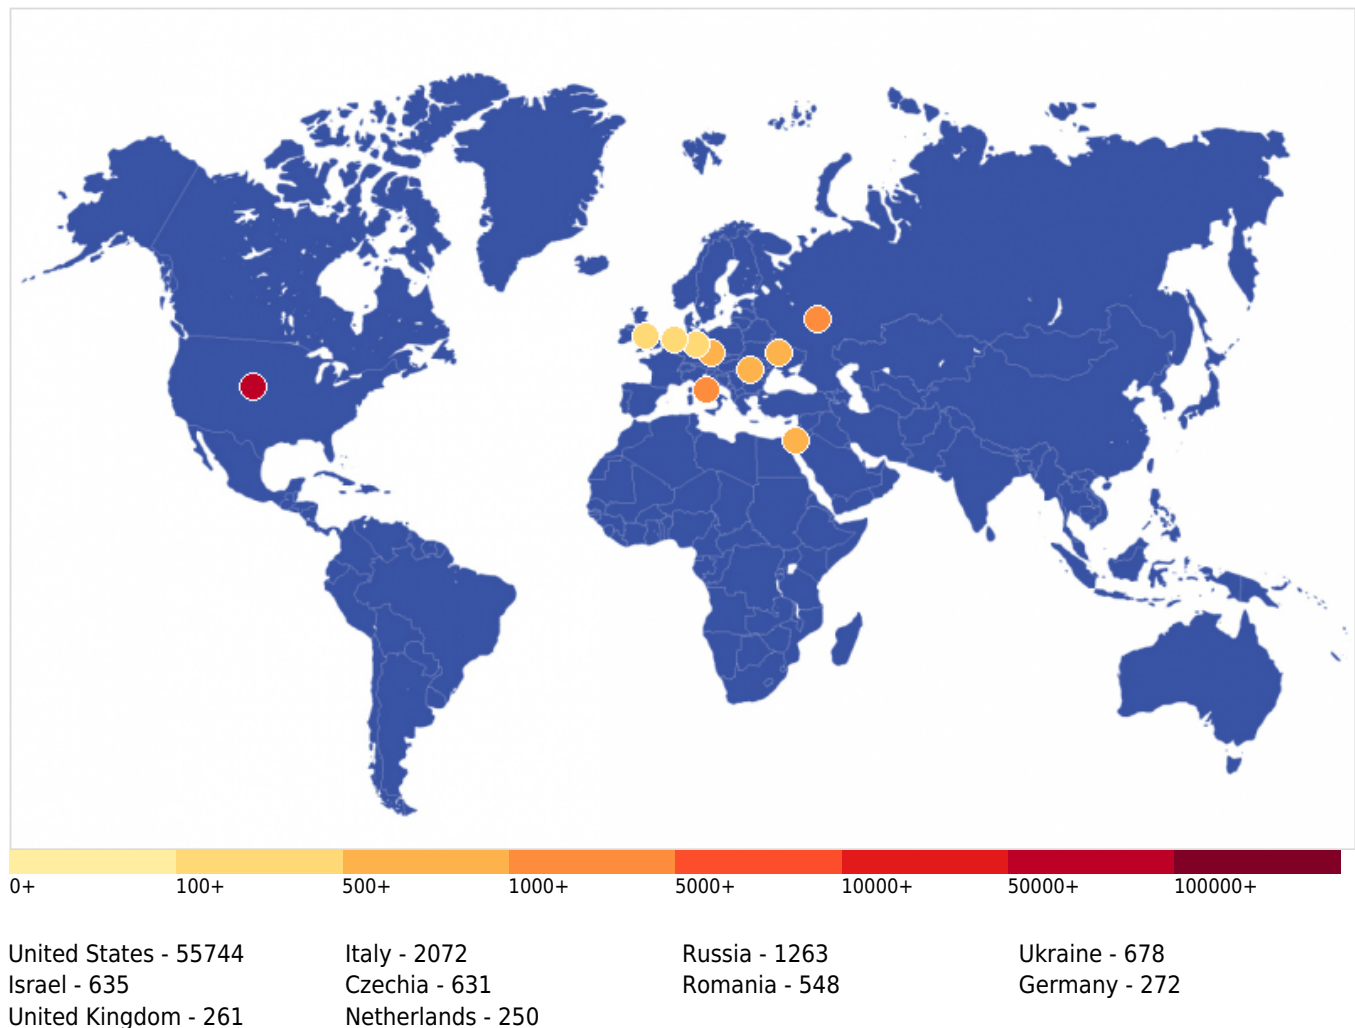 0+ 100+ 500+ 1000+ 5000+ 10000+ 50000+ 100000+
United States - 55744 Italy - 2072 Russia - 1263 Ukraine - 678
Israel - 635 Czechia - 631 Romania - 548 Germany - 272
United Kingdom - 261 Netherlands - 250